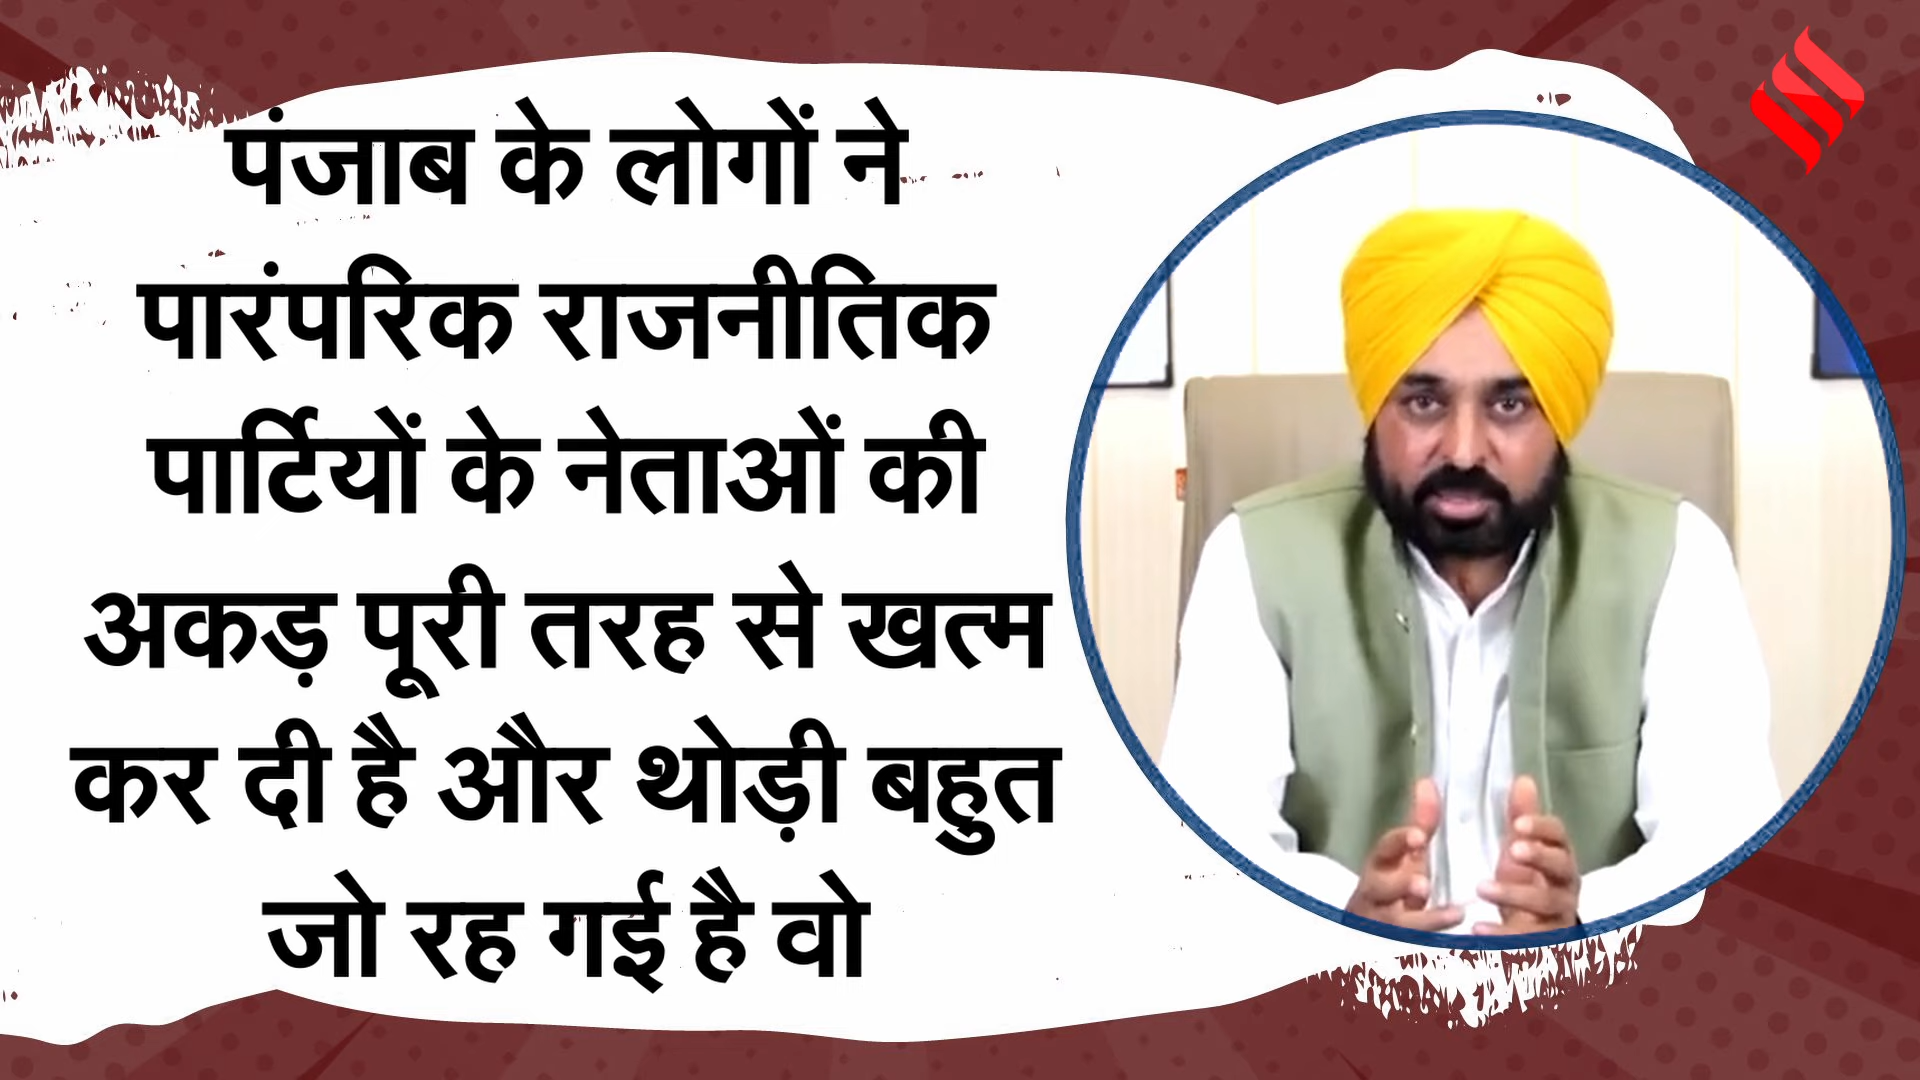 पंजाब के लोगों ने
पारंपरिक राजनीतिक
पार्टियों के नेताओं की
अकड़ पूरी तरह से खत्म
कर दी है और थोड़ी बहुत
जो रह गई है वो